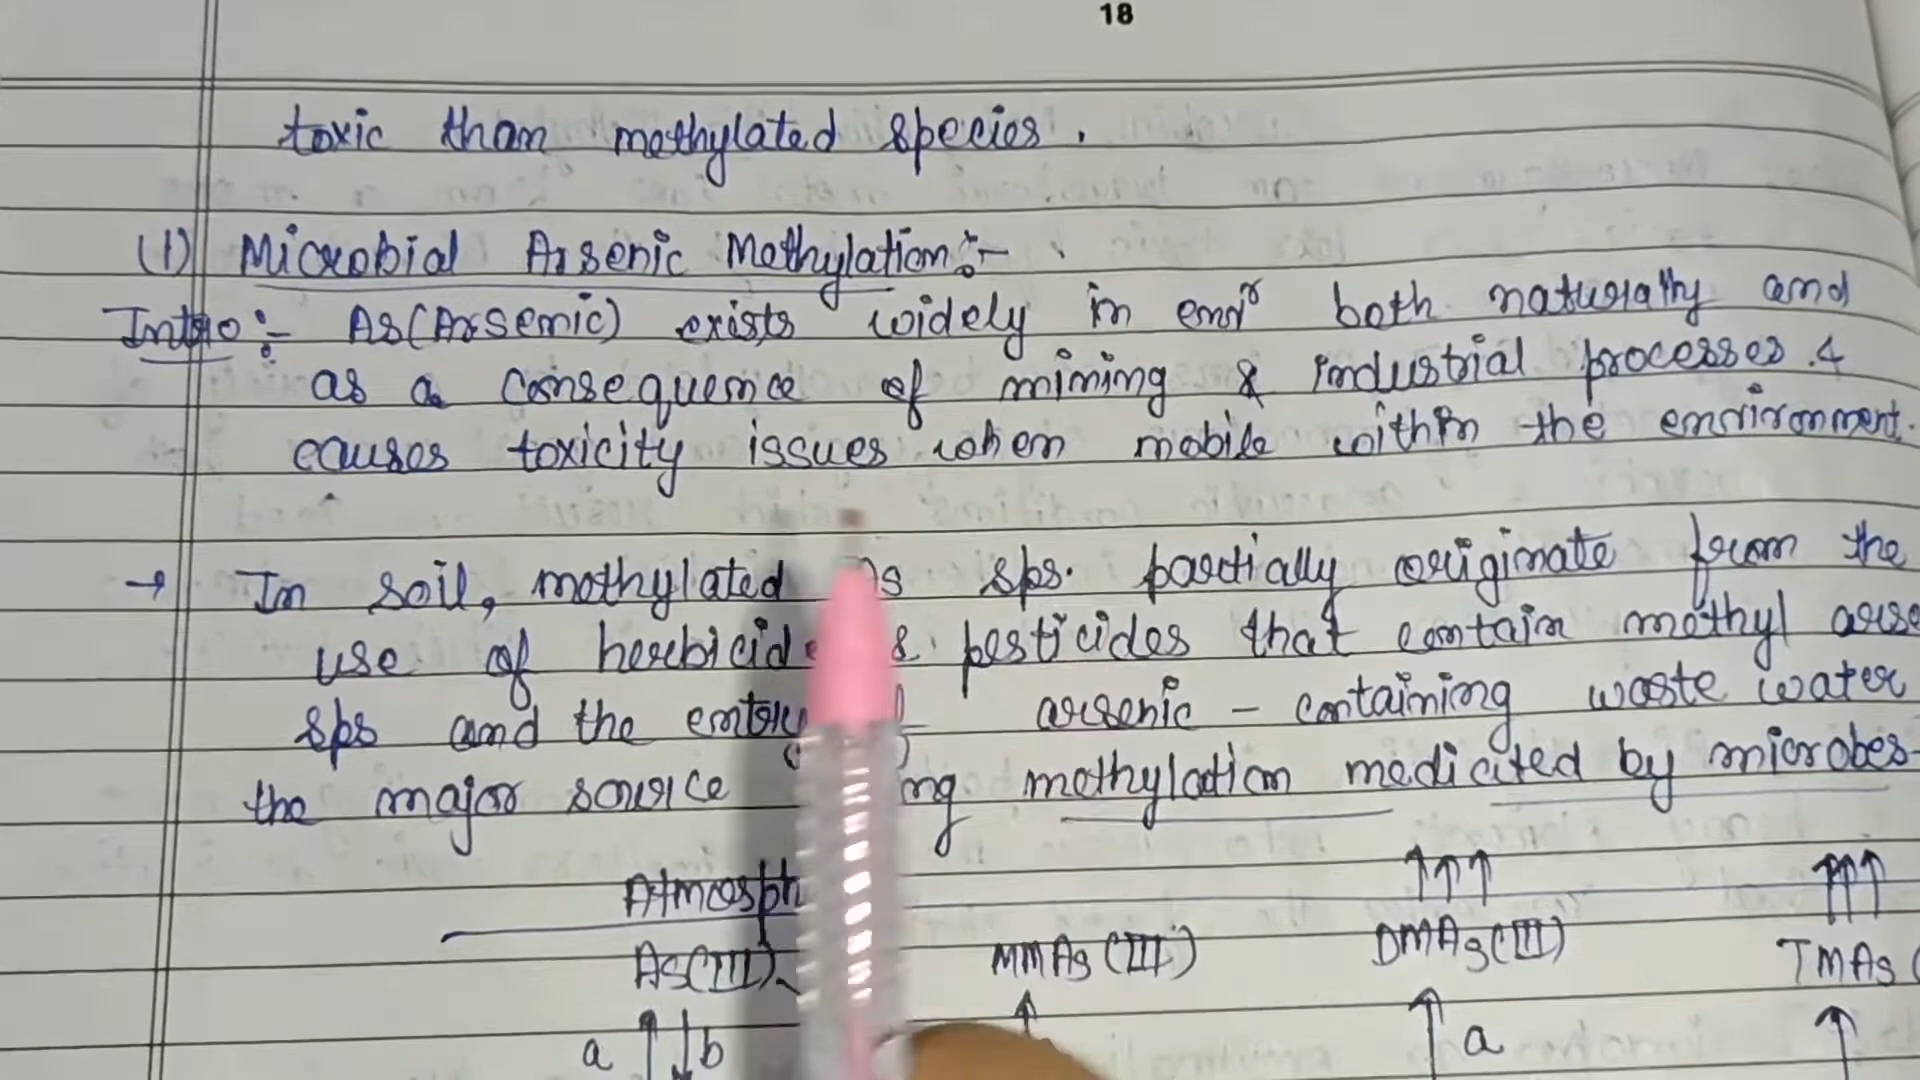 18
toxic than methylated species.
(1) Microbial Arsenic Methylation:-
Intro:- As(Arsenic) exists widely in envr both naturally and
as a consequence of mining & industrial processes. &
causes toxicity issues when mobile within the environment.
→ In soil, methylated As sps. partially originate from the
use of herbicide & pesticides that contain methyl arse
sps and the entry arsenic - containing waste water
the major source methylation mediated by microbes-
Atmosph
↑↑↑ ↑↑↑
As(III) MMAs(III) DMAs(III) TMAs(
a ↑↓ b ↑ ↑ a ↑